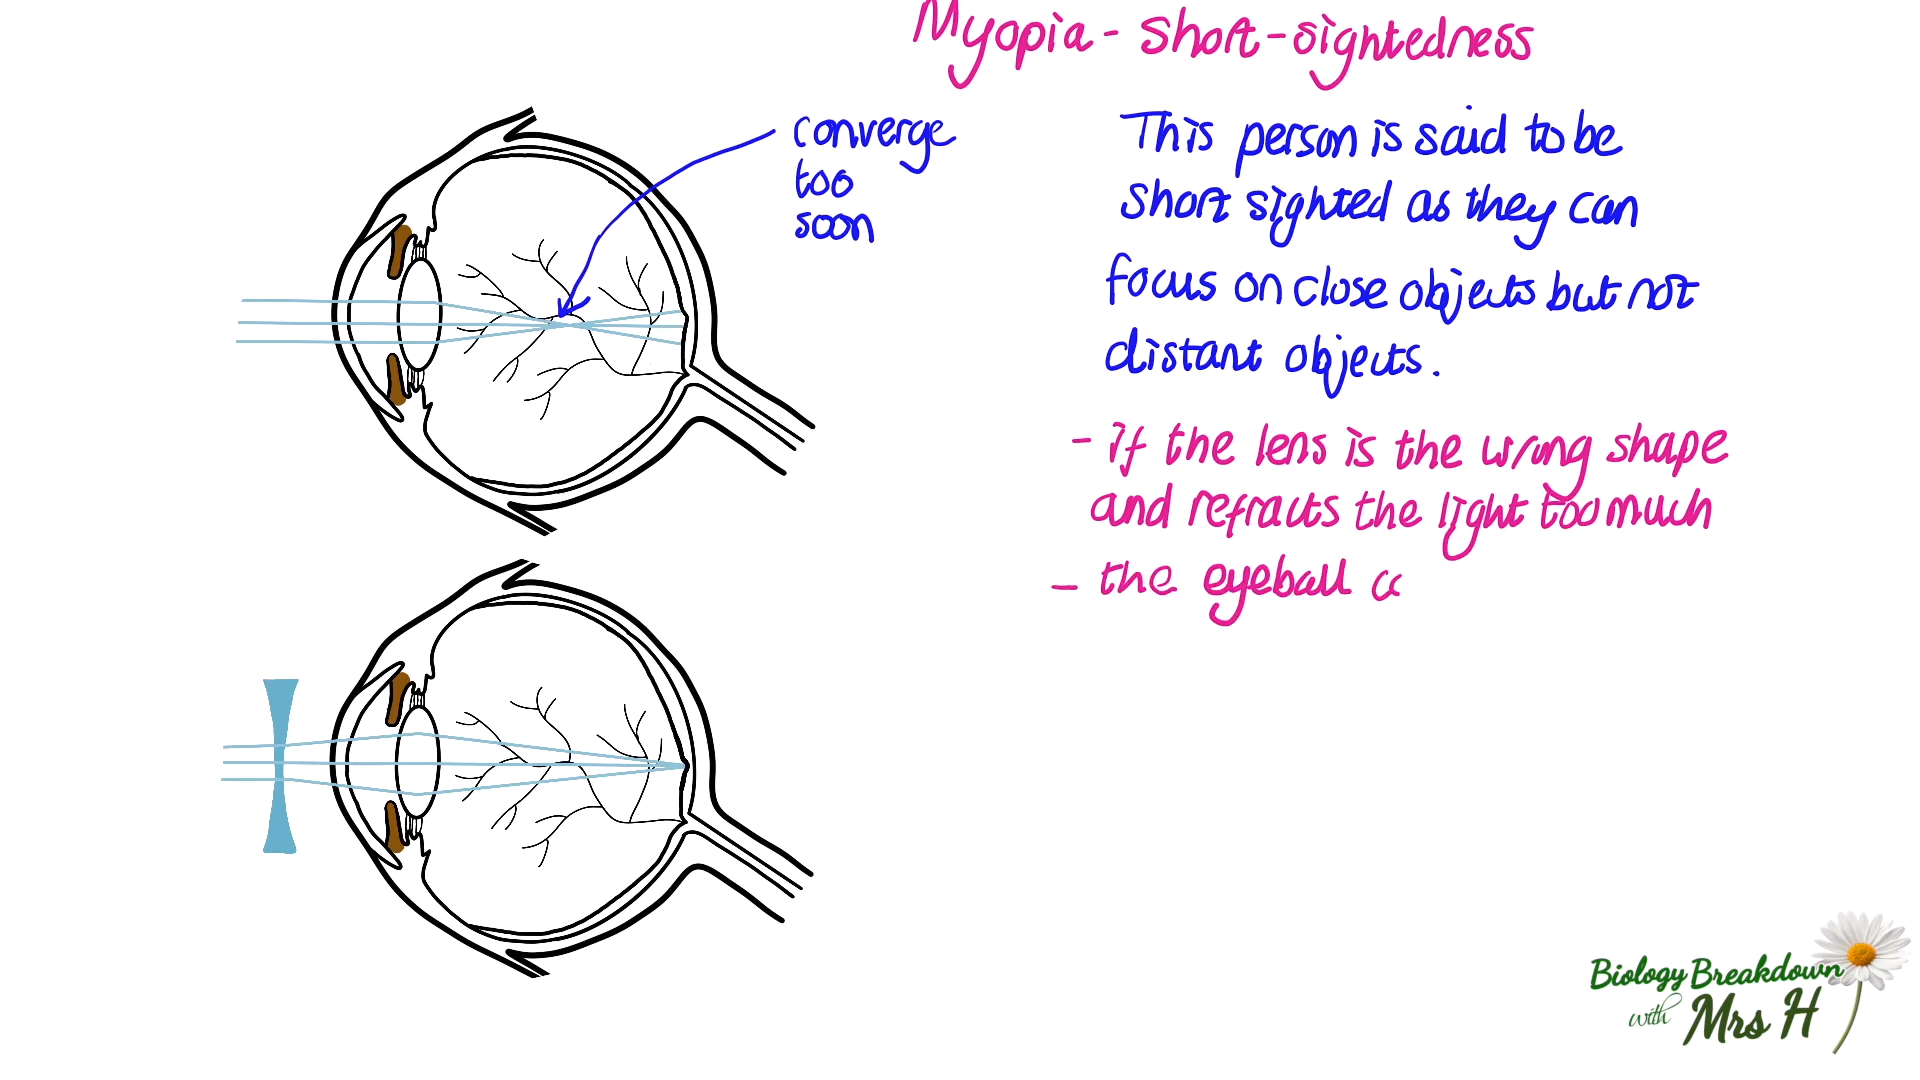 Myopia - Short-sightedness
converge
too
soon
This person is said to be
short sighted as they can
focus on close objects but not
distant objects.
- if the lens is the wrong shape
and refracts the light too much
- the eyeball
Biology Breakdown
with Mrs H